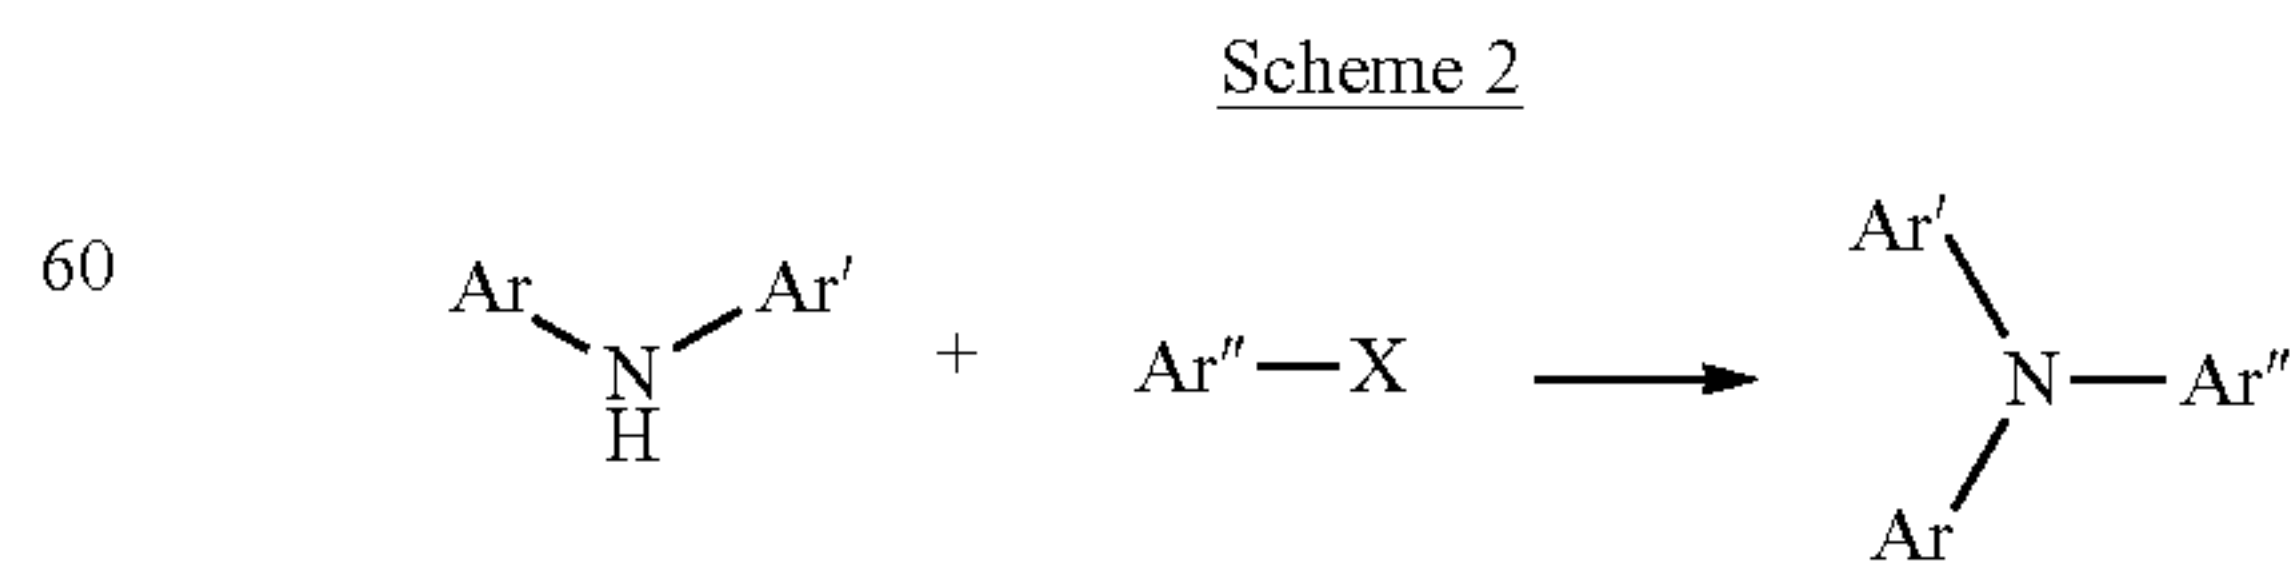 Scheme 2
60
Ar
Ar′
N
H
+
Ar″—X
Ar′
N—Ar″
Ar